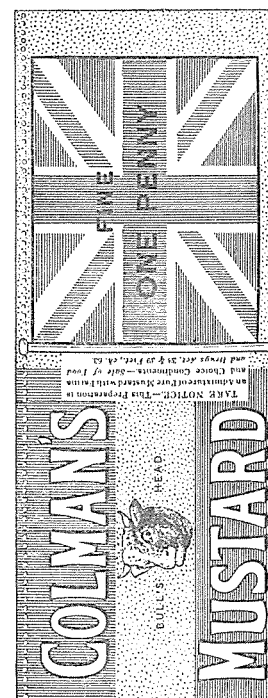 COLMAN'S
BULL'S HEAD
MUSTARD
TAKE NOTICE.—This Preparation is
an Admixture of Pure Mustard with Farina
and Choice Condiments.—Sale of Food
and Drugs Act, 38 & 39 Vict., ch. 63.
FINE
ONE PENNY